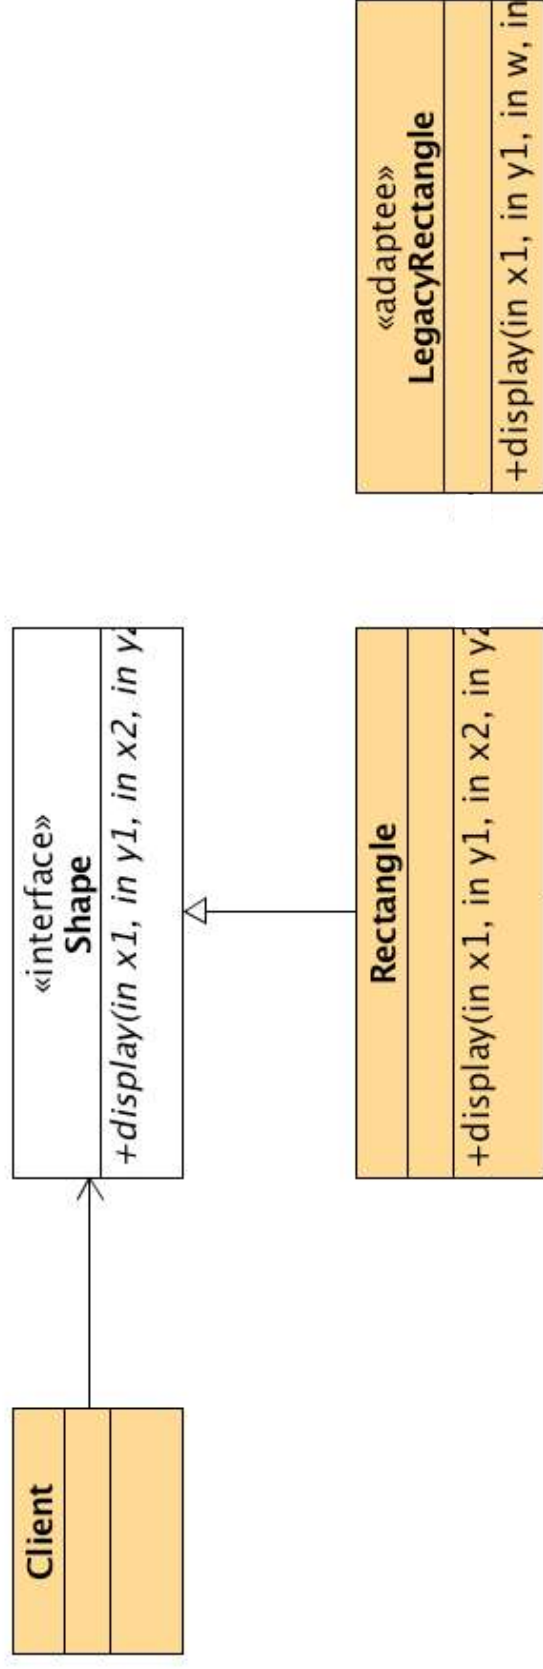 Client
«interface»
Shape
+display(in x1, in y1, in x2, in
Rectangle
+display(in x1, in y1, in x2, in
«adaptee»
LegacyRectangle
+display(in x1, in y1, in w, in